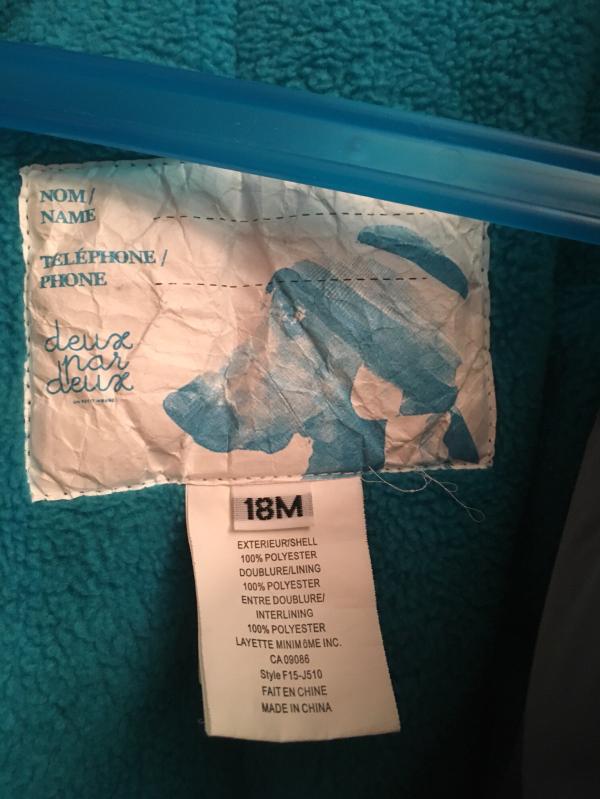 NOM/
NAME
TÉLÉPHONE /
PHONE
deux
par
deux
18M
EXTERIEUR/SHELL
100% POLYESTER
DOUBLURE/LINING
100% POLYESTER
ENTRE DOUBLURE/
INTERLINING
100% POLYESTER
LAYETTE MINIMÔME INC.
CA 09086
Style F15-J510
FAIT EN CHINE
MADE IN CHINA